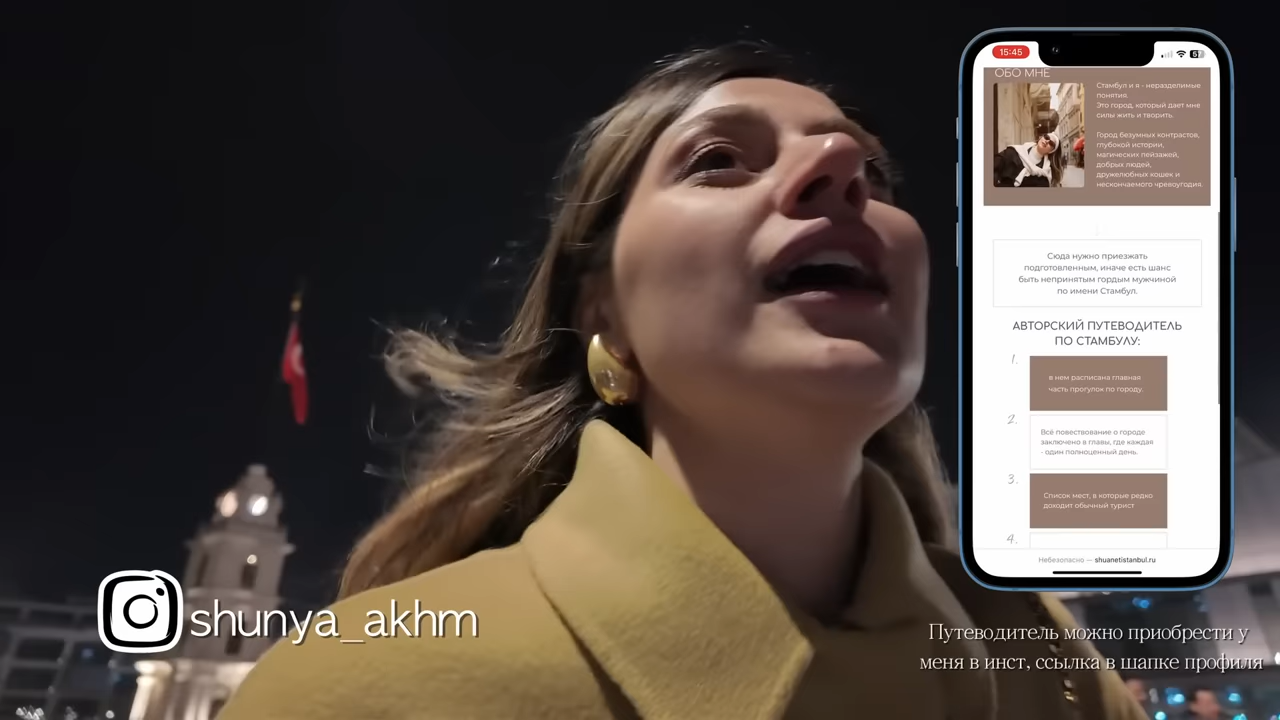 15:45
ОБО МНЕ
Стамбул и я - неразделимые
понятия.
Это город, который дает мне
силы жить и творить.
Город безумных контрастов,
глубокой истории,
магических пейзажей,
добрых людей,
дружелюбных кошек и
нескончаемого чревоугодия.
Сюда нужно приезжать
подготовленным, иначе есть шанс
быть непринятым гордым мужчиной
по имени Стамбул.
АВТОРСКИЙ ПУТЕВОДИТЕЛЬ
ПО СТАМБУЛУ:
1.
в нем расписана главная
часть прогулок по городу.
2.
Всё повествование о городе
заключено в главы, где каждая
- один полноценный день.
3.
Список мест, в которые редко
доходит обычный турист
4.
Небезопасно — shuanetistanbul.ru
shunya_akhm
Путеводитель можно приобрести у
меня в инст, ссылка в шапке профиля